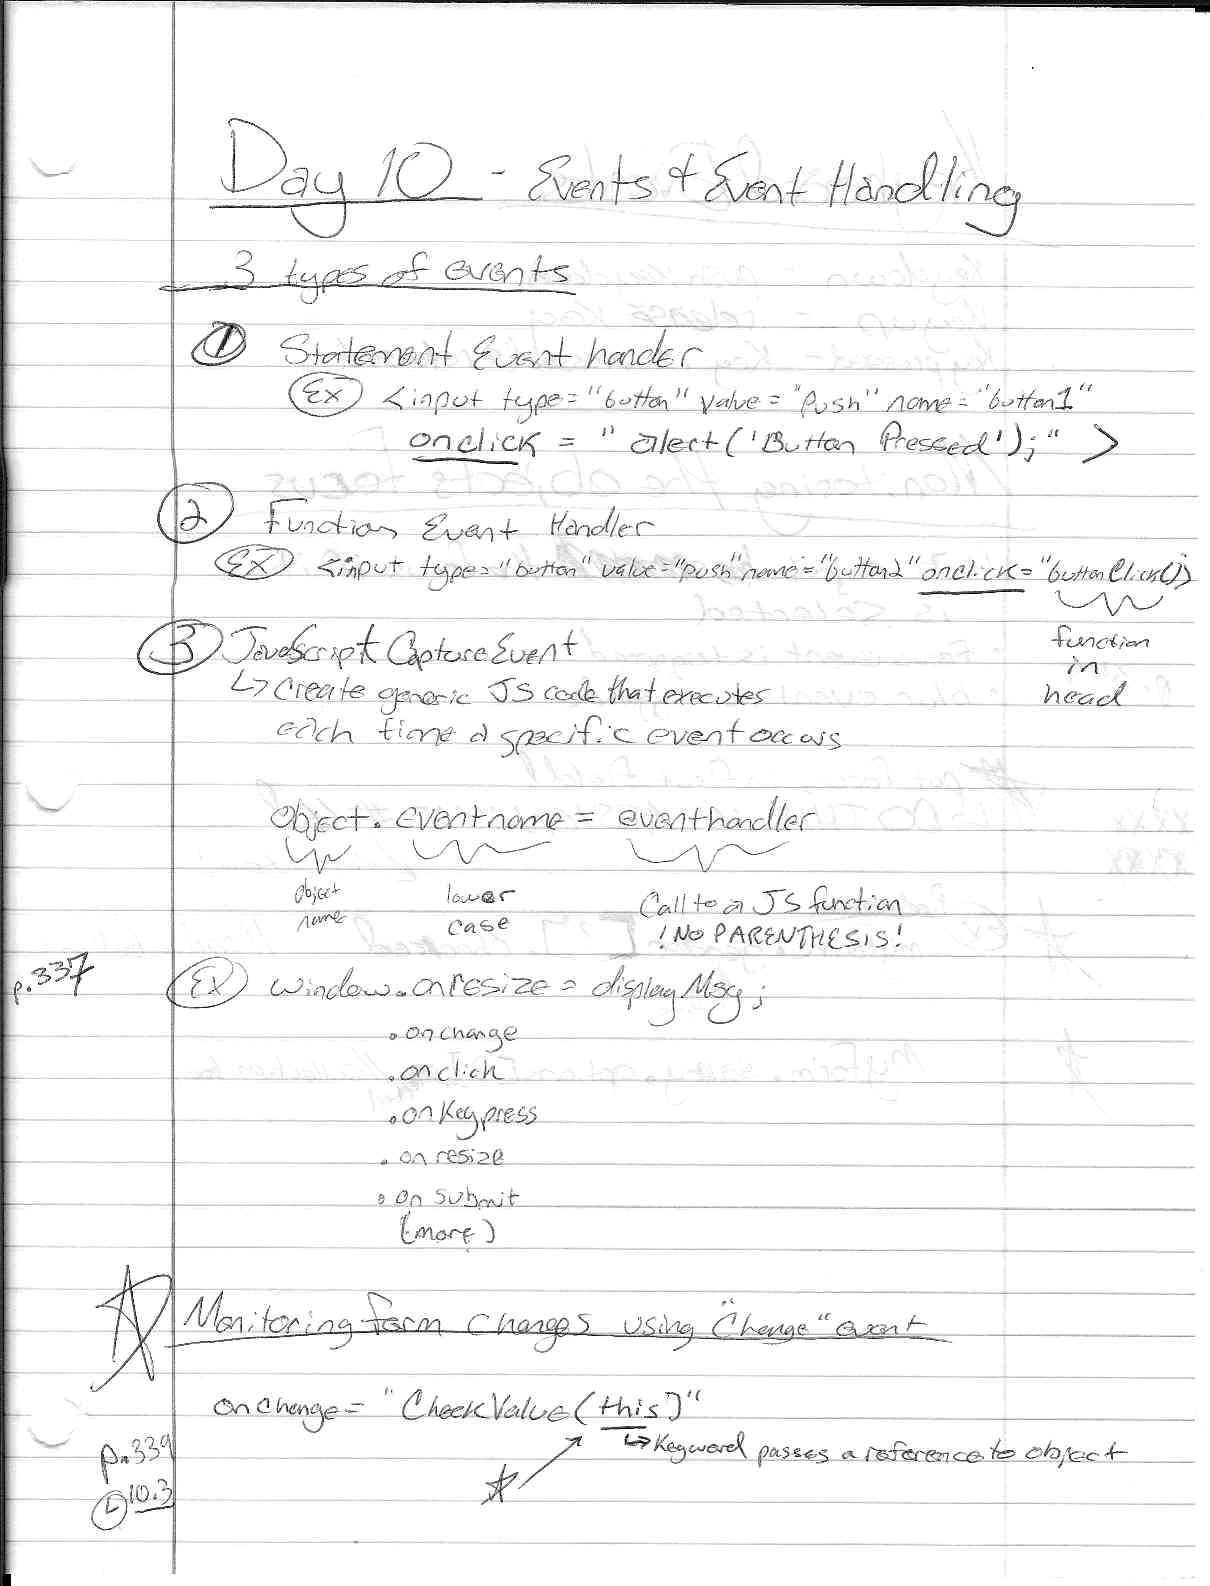 Day 10 - Events + Event Handling
3 types of events
① Statement Event hander
Ex <input type="button" value="Push" name="button1"
onclick = "alert('Button Pressed');" >
② Function Event Handler
Ex <input type="button" value="push" name="button2" onclick="buttonClick()>
function
in
head
③ JavaScript Capture Event
↳ Create generic JS code that executes
each time a specific event occurs
Object. eventname = eventhandler
object
name
lower
case
Call to a JS function
!NO PARENTHESIS!
p.337
Ex window.onresize = displayMsg;
. onchange
. onclick
. onkeypress
. onresize
. onsubmit
(more)
Monitoring form changes using "Change" event
onchange= "CheckValue(this)"
↳ Keyword passes a reference to object
p.339
L 10.3